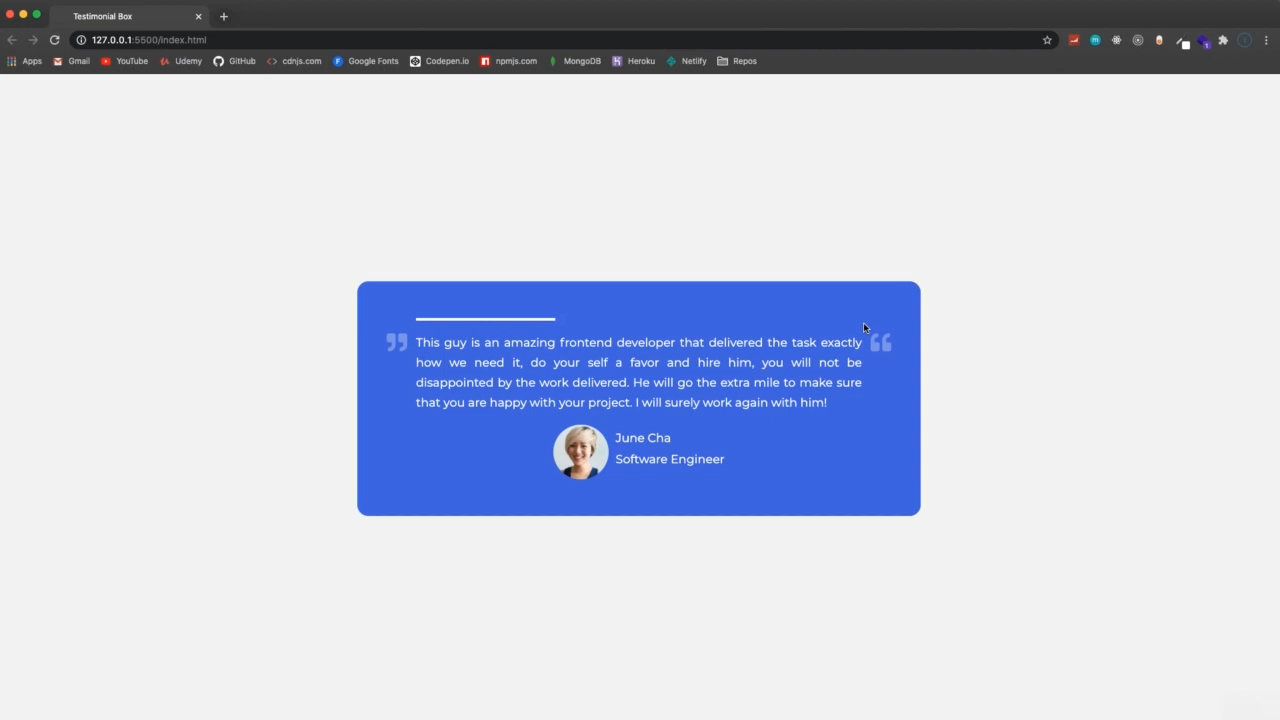 Testimonial Box
127.0.0.1:5500/index.html
Apps Gmail YouTube Udemy GitHub cdnjs.com Google Fonts Codepen.io npmjs.com MongoDB Heroku Netlify Repos
This guy is an amazing frontend developer that delivered the task exactly
how we need it, do your self a favor and hire him, you will not be
disappointed by the work delivered. He will go the extra mile to make sure
that you are happy with your project. I will surely work again with him!
June Cha
Software Engineer